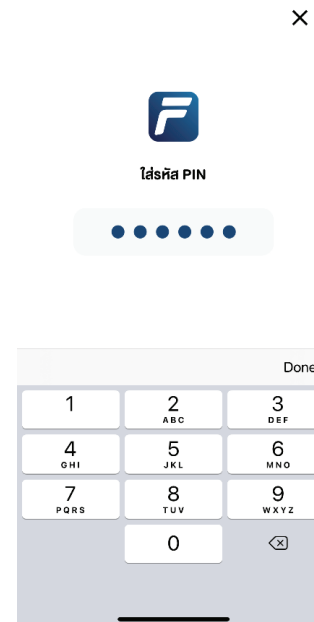 ใส่รหัส PIN
Done
1
2
ABC
3
DEF
4
GHI
5
JKL
6
MNO
7
PQRS
8
TUV
9
WXYZ
0